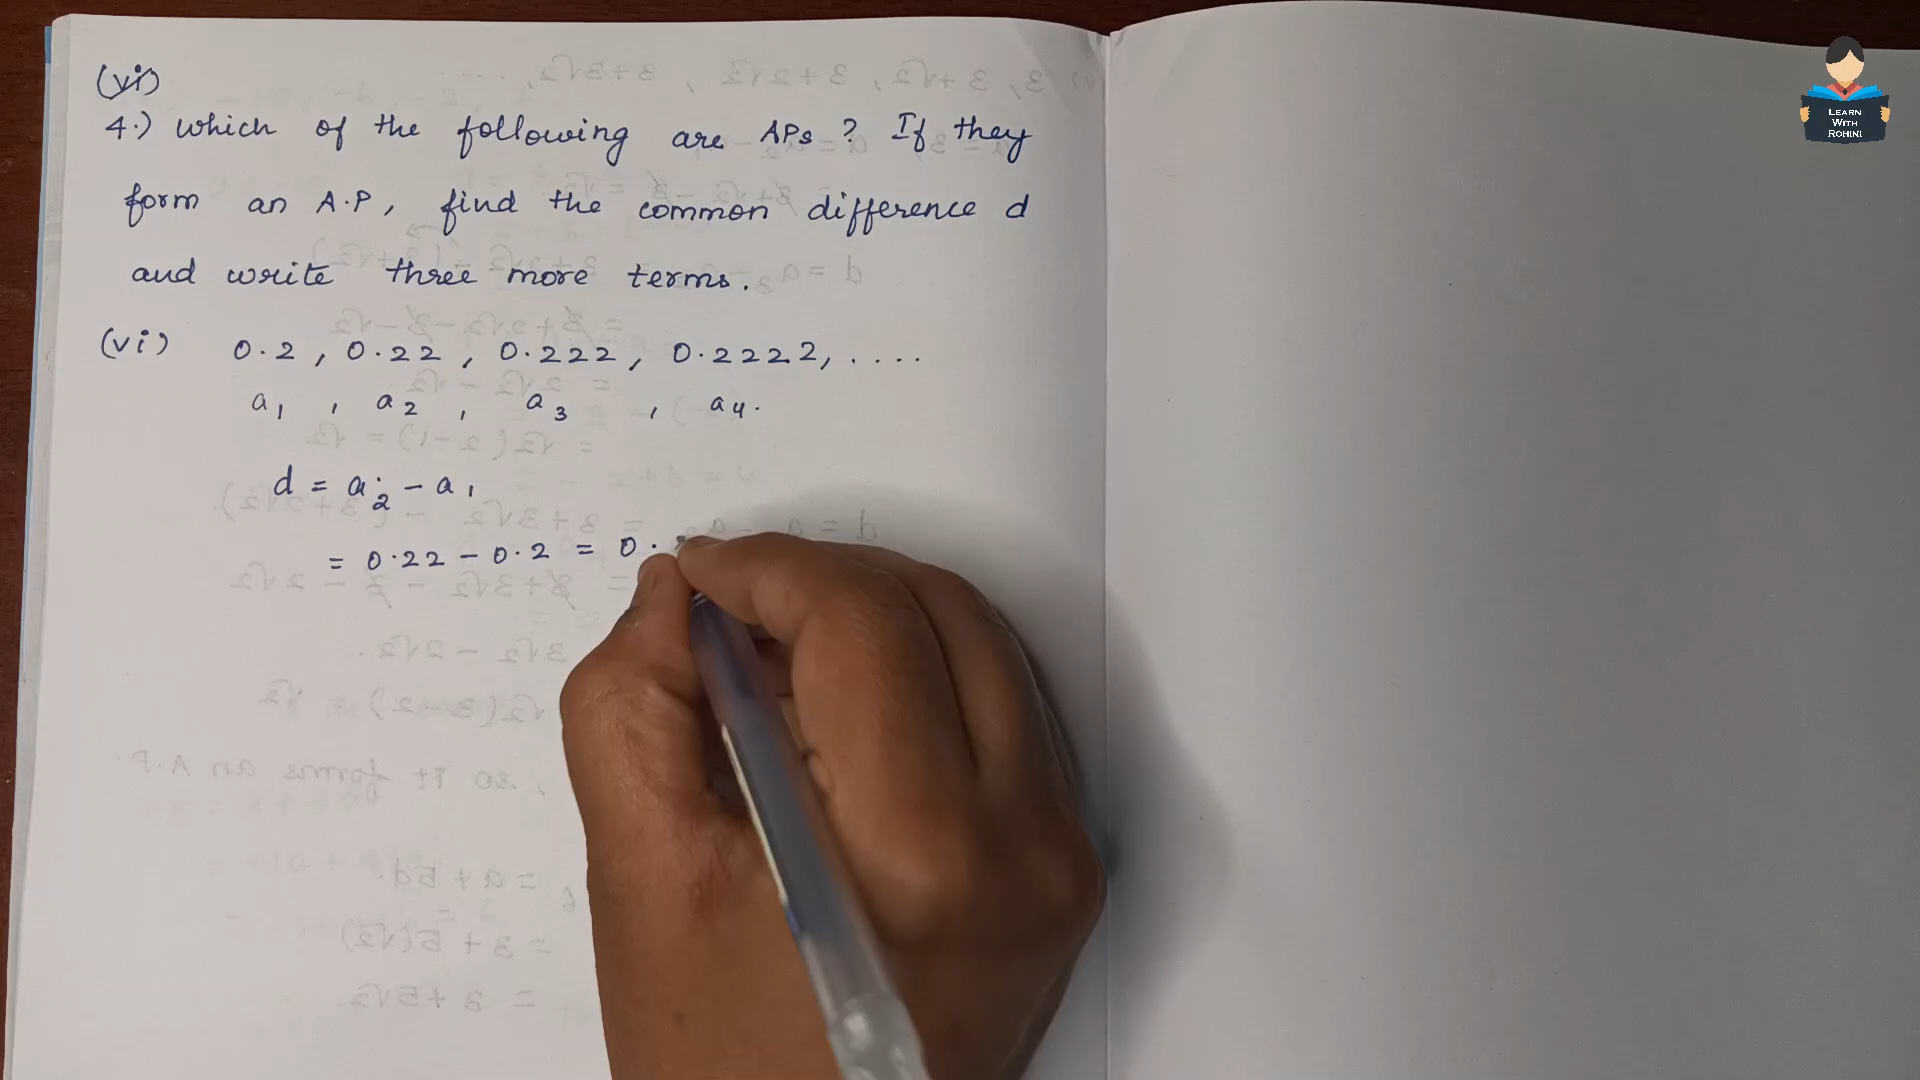 (vi)
4.) which of the following are APs ? If they
form an A.P, find the common difference d
and write three more terms.
(vi) 0.2 , 0.22 , 0.222 , 0.2222, ....
a1 , a2 , a3 , a4.
d = a2 - a1
= 0.22 - 0.2 = 0.
LEARN
WITH
ROHINI